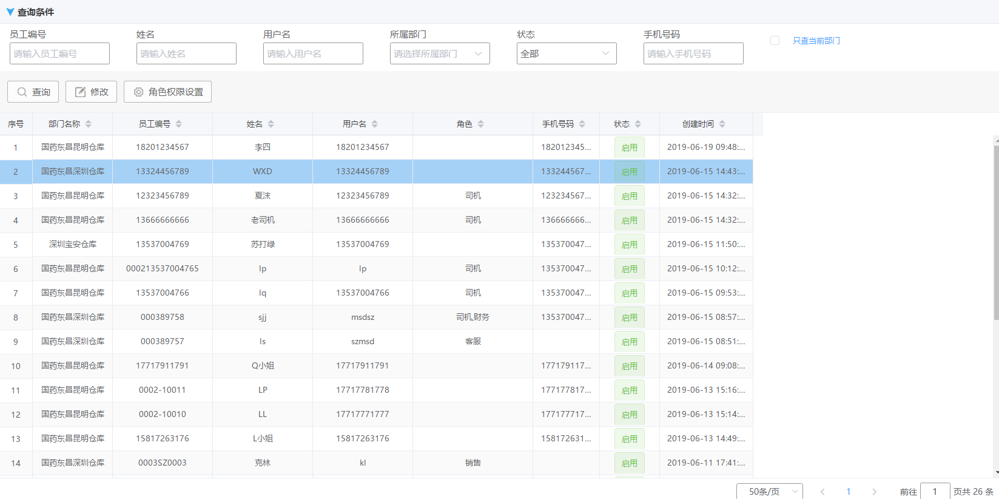 查询条件
员工编号 姓名 用户名 所属部门 状态 手机号码
请输入员工编号 请输入姓名 请输入用户名 请选择所属部门 全部 请输入手机号码 只查当前部门
查询 修改 角色权限设置
序号 部门名称 员工编号 姓名 用户名 角色 手机号码 状态 创建时间
1 国药东昌昆明仓库 18201234567 李四 18201234567 182012345... 启用 2019-06-19 09:48:...
2 国药东昌深圳仓库 13324456789 WXD 13324456789 133244567... 启用 2019-06-15 14:43:...
3 国药东昌昆明仓库 12323456789 夏沫 12323456789 司机 123234567... 启用 2019-06-15 14:32:...
4 国药东昌昆明仓库 13666666666 老司机 13666666666 司机 136666666... 启用 2019-06-15 14:32:...
5 深圳宝安仓库 13537004769 苏打绿 13537004769 135370047... 启用 2019-06-15 11:50:...
6 国药东昌昆明仓库 000213537004765 lp lp 司机 135370047... 启用 2019-06-15 10:12:...
7 国药东昌昆明仓库 13537004766 lq 13537004766 司机 135370047... 启用 2019-06-15 09:53:...
8 国药东昌深圳仓库 000389758 sjj msdsz 司机,财务 135370047... 启用 2019-06-15 08:57:...
9 国药东昌深圳仓库 000389757 ls szmsd 客服 启用 2019-06-15 08:51:...
10 国药东昌昆明仓库 17717911791 Q小姐 17717911791 177179117... 启用 2019-06-14 09:08:...
11 国药东昌昆明仓库 0002-10011 LP 17717781778 177177817... 启用 2019-06-13 15:16:...
12 国药东昌昆明仓库 0002-10010 LL 17717771777 177177717... 启用 2019-06-13 15:14:...
13 国药东昌昆明仓库 15817263176 L小姐 15817263176 158172631... 启用 2019-06-13 14:49:...
14 国药东昌深圳仓库 0003SZ0003 克林 kl 销售 启用 2019-06-11 17:41:...
50条/页 1 前往 1 页共 26 条